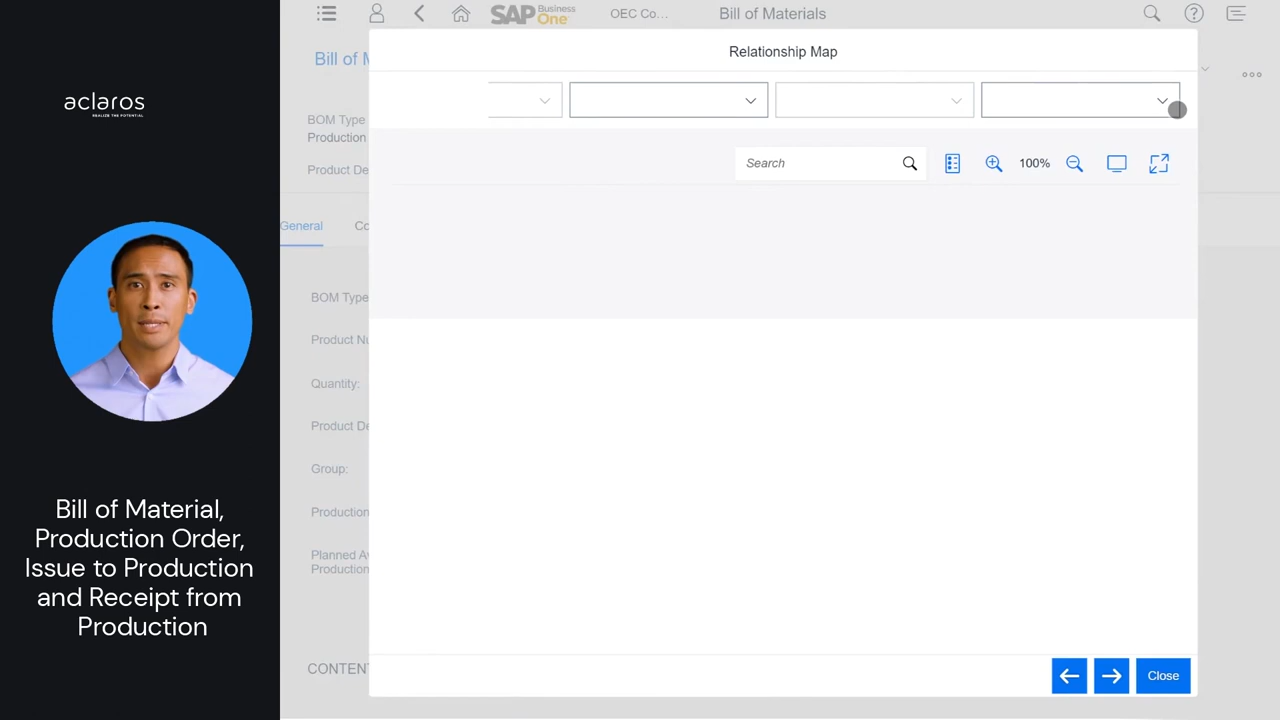 aclaros
REALIZE THE POTENTIAL
Bill of Material,
Production Order,
Issue to Production
and Receipt from
Production
SAP Business One
OEC Co...
Bill of Materials
Bill of M
BOM Type
Production
Product De
General
Co
BOM Type
Product Nu
Quantity:
Product De
Group:
Production
Planned Av
Production
CONTENT
Relationship Map
Search
100%
Close